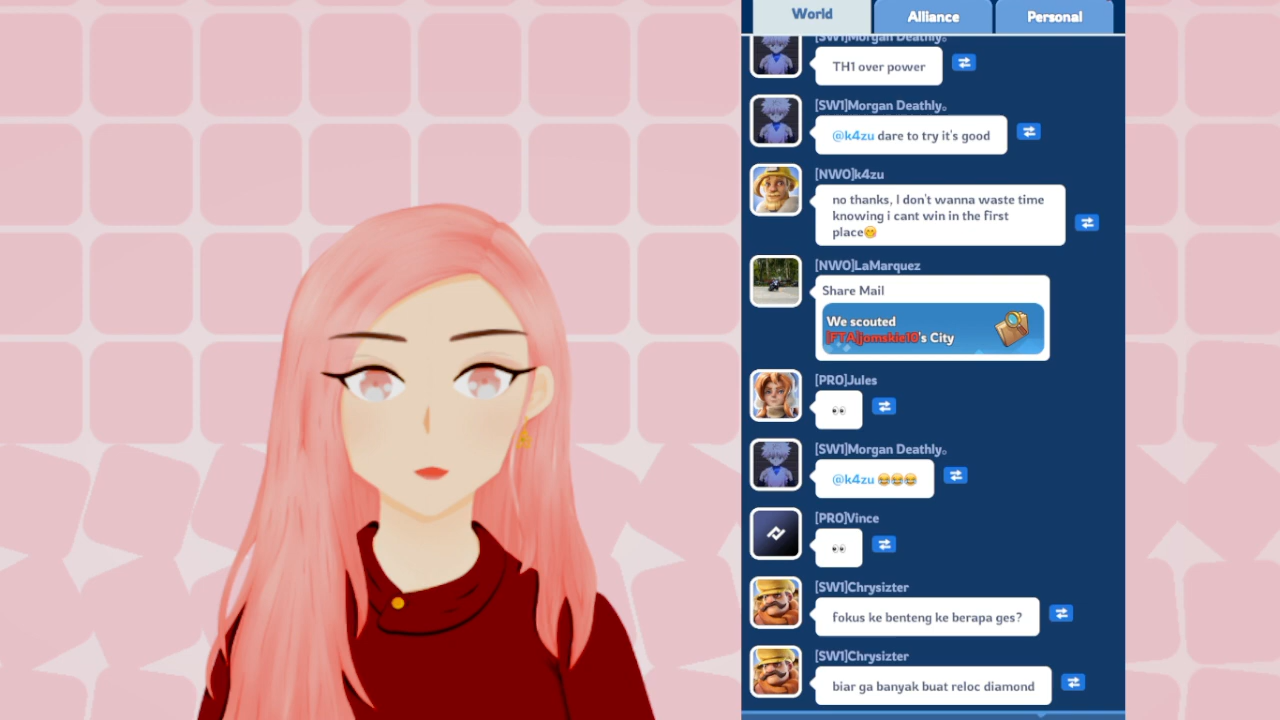 World
Alliance
Personal
[SW1]Morgan Deathly。
TH1 over power
[SW1]Morgan Deathly。
@k4zu dare to try it's good
[NWO]k4zu
no thanks, I don't wanna waste time
knowing i cant win in the first
place🤭
[NWO]LaMarquez
Share Mail
We scouted
[FTA]jomskie10's City
[PRO]Jules
👀
[SW1]Morgan Deathly。
@k4zu 😂😂😂
[PRO]Vince
👀
[SW1]Chrysizter
fokus ke benteng ke berapa ges?
[SW1]Chrysizter
biar ga banyak buat reloc diamond